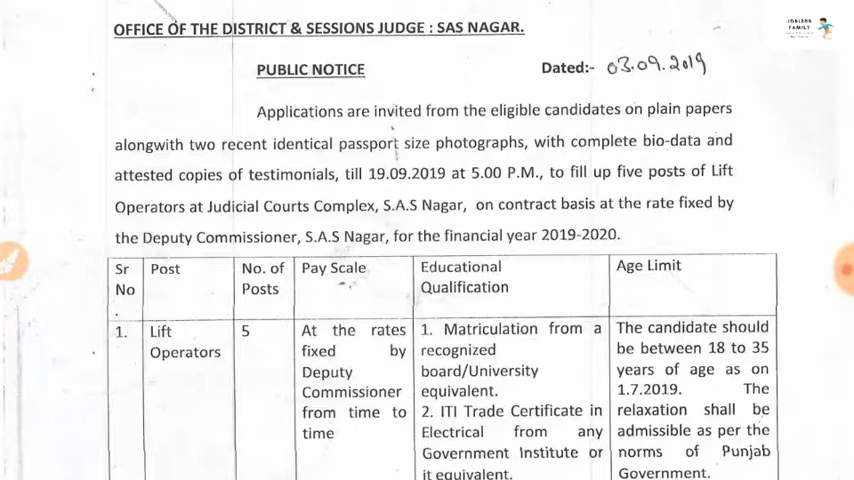 JOBLESS
FAMILY
OFFICE OF THE DISTRICT & SESSIONS JUDGE : SAS NAGAR.
PUBLIC NOTICE Dated:- 03.09.2019
Applications are invited from the eligible candidates on plain papers
alongwith two recent identical passport size photographs, with complete bio-data and
attested copies of testimonials, till 19.09.2019 at 5.00 P.M., to fill up five posts of Lift
Operators at Judicial Courts Complex, S.A.S Nagar, on contract basis at the rate fixed by
the Deputy Commissioner, S.A.S Nagar, for the financial year 2019-2020.
Sr No . Post No. of Posts Pay Scale Educational Qualification Age Limit
1. Lift Operators 5
At the rates
fixed by
Deputy
Commissioner
from time to
time
1. Matriculation from a
recognized
board/University
equivalent.
2. ITI Trade Certificate in
Electrical from any
Government Institute or
it equivalent.
The candidate should
be between 18 to 35
years of age as on
1.7.2019. The
relaxation shall be
admissible as per the
norms of Punjab
Government.